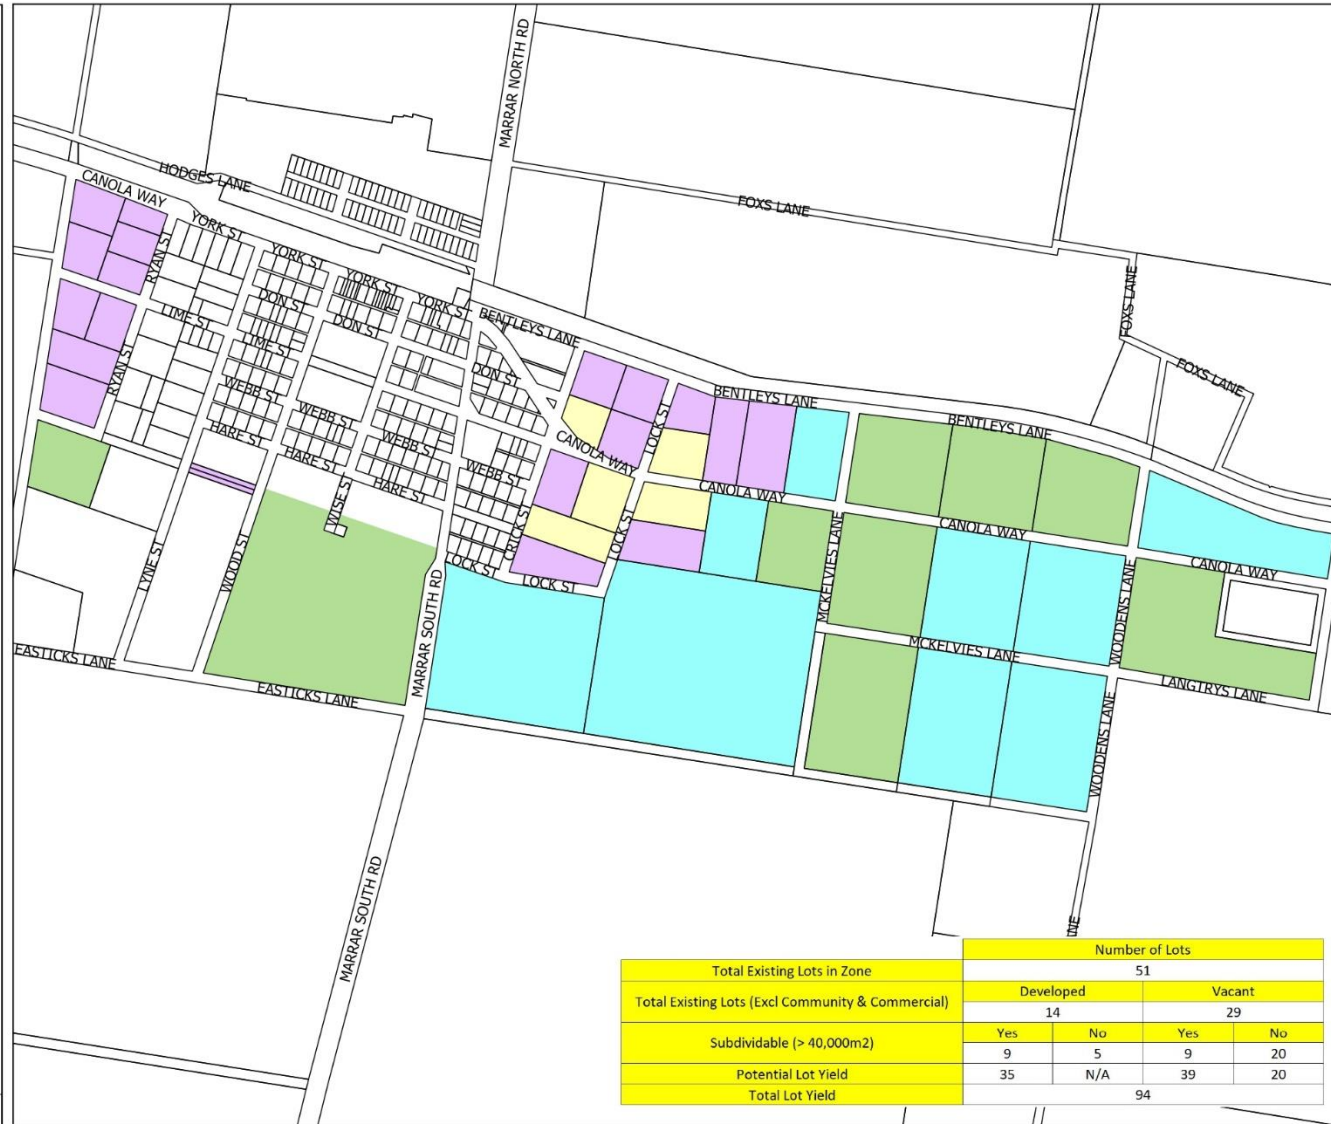 MARRAR NORTH RD
HODGES LANE
CANOLA WAY
FOXS LANE
YORK ST
RYAN ST
YORK ST
YORK ST
YORK ST
FOXS LANE
DON ST
LIME ST
DON ST
BENTLEYS LANE
LIME ST
RYAN ST
DON ST
FOXS LANE
WEBB ST
WEBB ST
BENTLEYS LANE
LOCK ST
BENTLEYS LANE
HARE ST
WEBB ST
CANOLA WAY
HARE ST
WEBB ST
HARE ST
CANOLA WAY
WISE ST
CRICK ST
LOCK ST
CANOLA WAY
LYNE ST
WOOD ST
LOCK ST
LOCK ST
MCKELVIES LANE
CANOLA WAY
WOODENS LANE
MARRAR SOUTH RD
MCKELVIES LANE
EASTICKS LANE
EASTICKS LANE
LANGTRYS LANE
WOODENS LANE
MARRAR SOUTH RD
NE
Number of Lots
Total Existing Lots in Zone 51
Total Existing Lots (Excl Community & Commercial) Developed Vacant
14 29
Subdividable (> 40,000m2) Yes No Yes No
9 5 9 20
Potential Lot Yield 35 N/A 39 20
Total Lot Yield 94